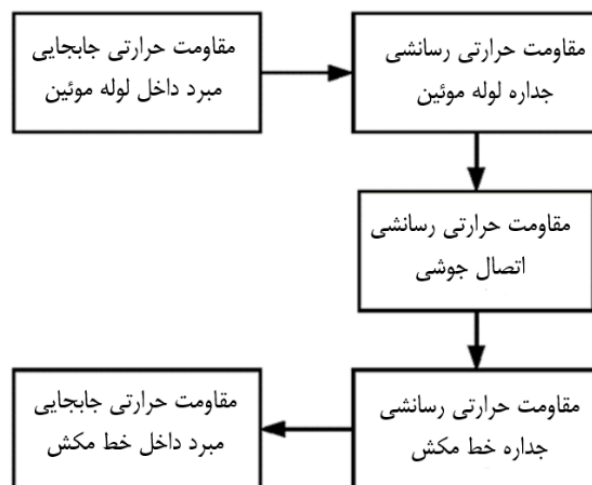 مقاومت حرارتی جابجایی
مبرد داخل لوله موئین
مقاومت حرارتی رسانشی
جداره لوله موئین
مقاومت حرارتی رسانشی
اتصال جوشی
مقاومت حرارتی رسانشی
جداره خط مکش
مقاومت حرارتی جابجایی
مبرد داخل خط مکش